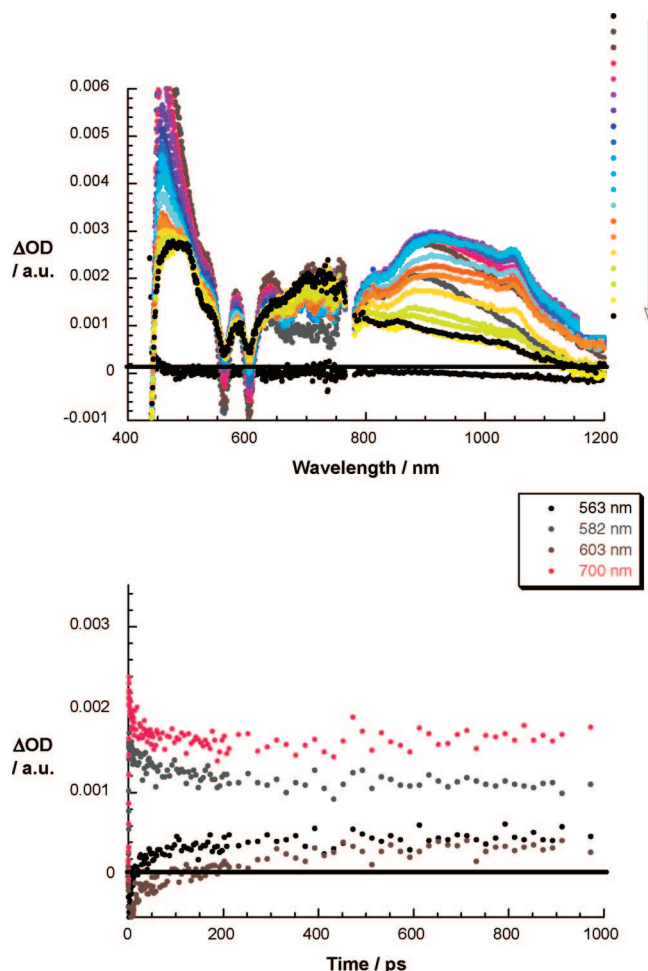 0.006
0.005
0.004
0.003
0.002
0.001
0
-0.001
ΔOD
/ a.u.
400 600 800 1000 1200
Wavelength / nm
563 nm
582 nm
603 nm
700 nm
0.003
0.002
0.001
0
ΔOD
/ a.u.
0 200 400 600 800 1000
Time / ps